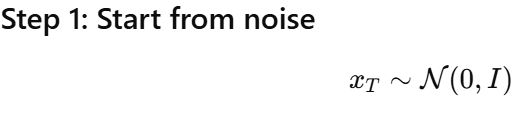 Step 1: Start from noise
x_T ∼ 𝒩(0, I)